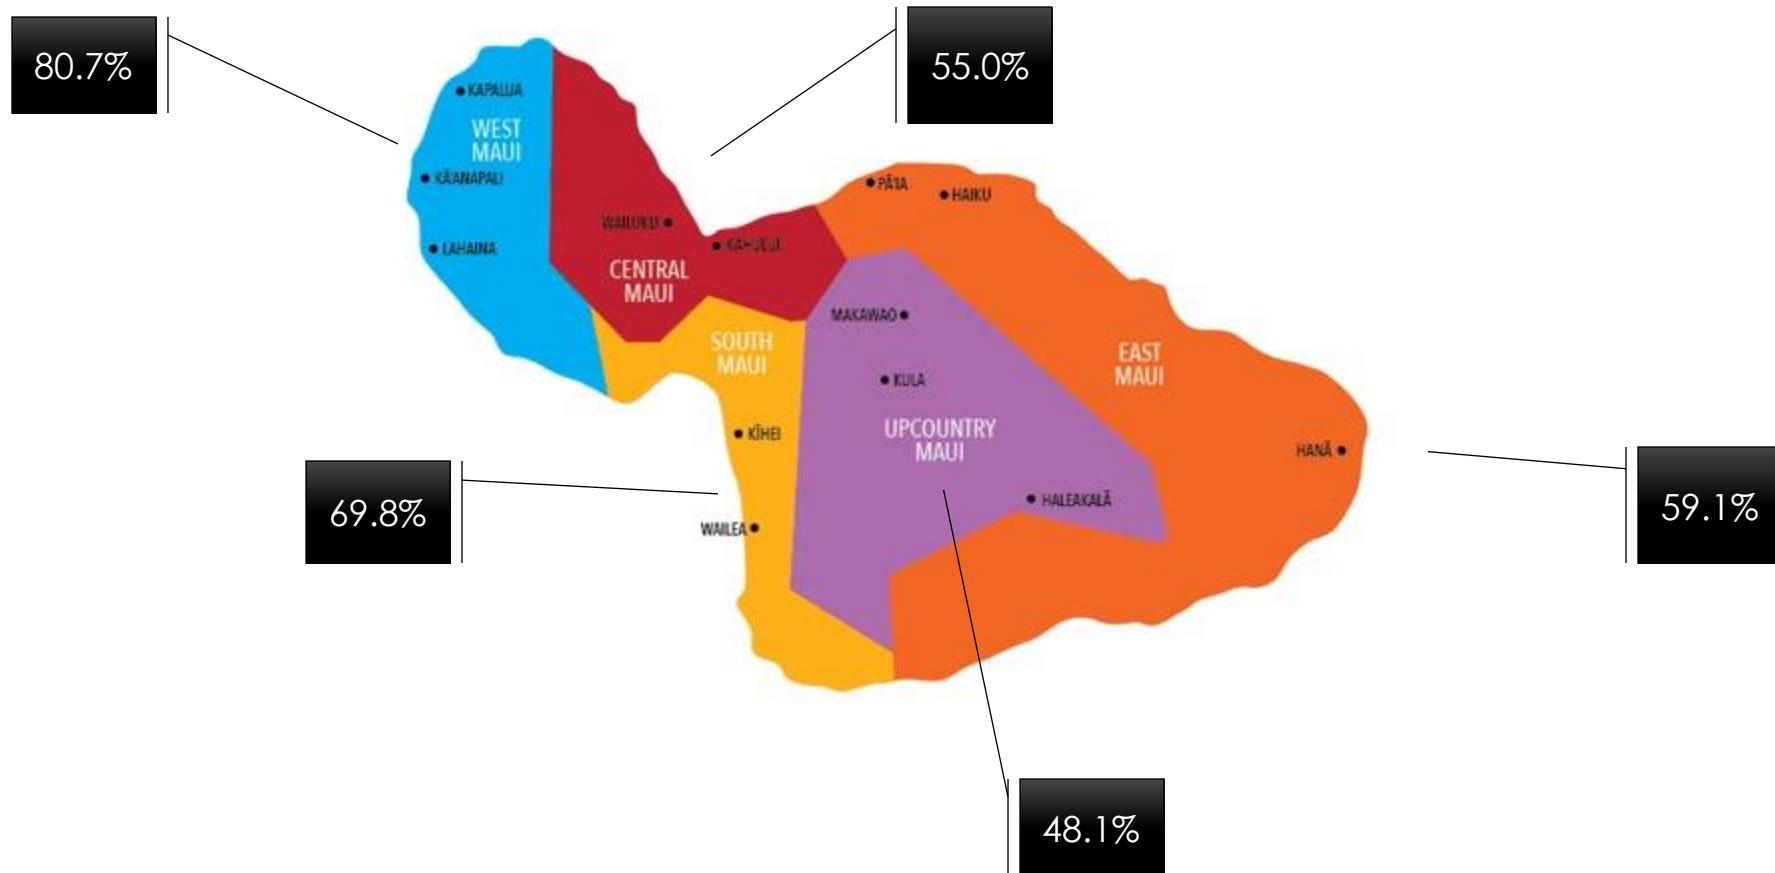 80.7%
55.0%
KAPALUA
WEST
MAUI
KĀ'ANAPALI
LAHAINA
WAILUKU
KAHULUI
CENTRAL
MAUI
PĀ'IA
HAIKU
MAKAWAO
SOUTH
MAUI
KULA
EAST
MAUI
KĪHEI
UPCOUNTRY
MAUI
HANĀ
HALEAKALĀ
WAILEA
69.8%
59.1%
48.1%